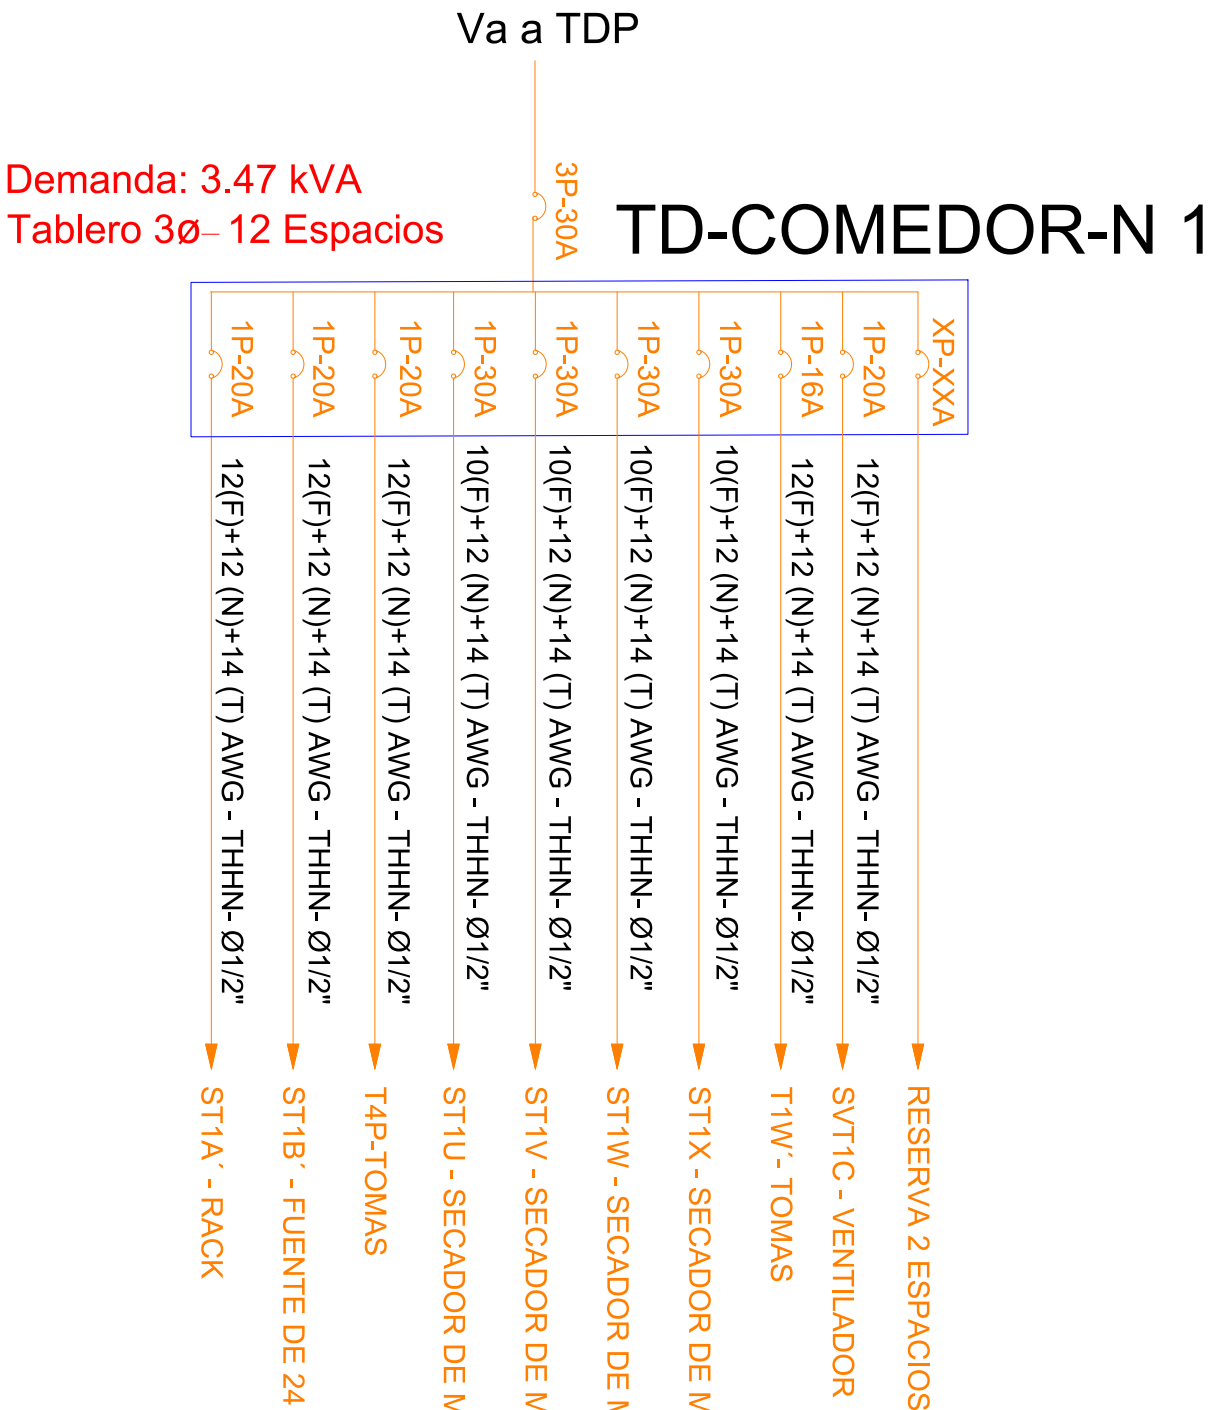 Va a TDP
Demanda: 3.47 kVA
Tablero 3ø– 12 Espacios
3P-30A
TD-COMEDOR-N 1
1P-20A
1P-20A
1P-20A
1P-30A
1P-30A
1P-30A
1P-30A
1P-16A
1P-20A
XP-XXA
12(F)+12 (N)+14 (T) AWG - THHN- Ø1/2"
12(F)+12 (N)+14 (T) AWG - THHN- Ø1/2"
12(F)+12 (N)+14 (T) AWG - THHN- Ø1/2"
10(F)+12 (N)+14 (T) AWG - THHN- Ø1/2"
10(F)+12 (N)+14 (T) AWG - THHN- Ø1/2"
10(F)+12 (N)+14 (T) AWG - THHN- Ø1/2"
10(F)+12 (N)+14 (T) AWG - THHN- Ø1/2"
12(F)+12 (N)+14 (T) AWG - THHN- Ø1/2"
12(F)+12 (N)+14 (T) AWG - THHN- Ø1/2"
ST1A´ - RACK
ST1B´ - FUENTE DE 24
T4P-TOMAS
ST1U - SECADOR DE
ST1V - SECADOR DE
ST1W - SECADOR DE
ST1X - SECADOR DE
T1W´- TOMAS
SVT1C - VENTILADOR
RESERVA 2 ESPACIOS